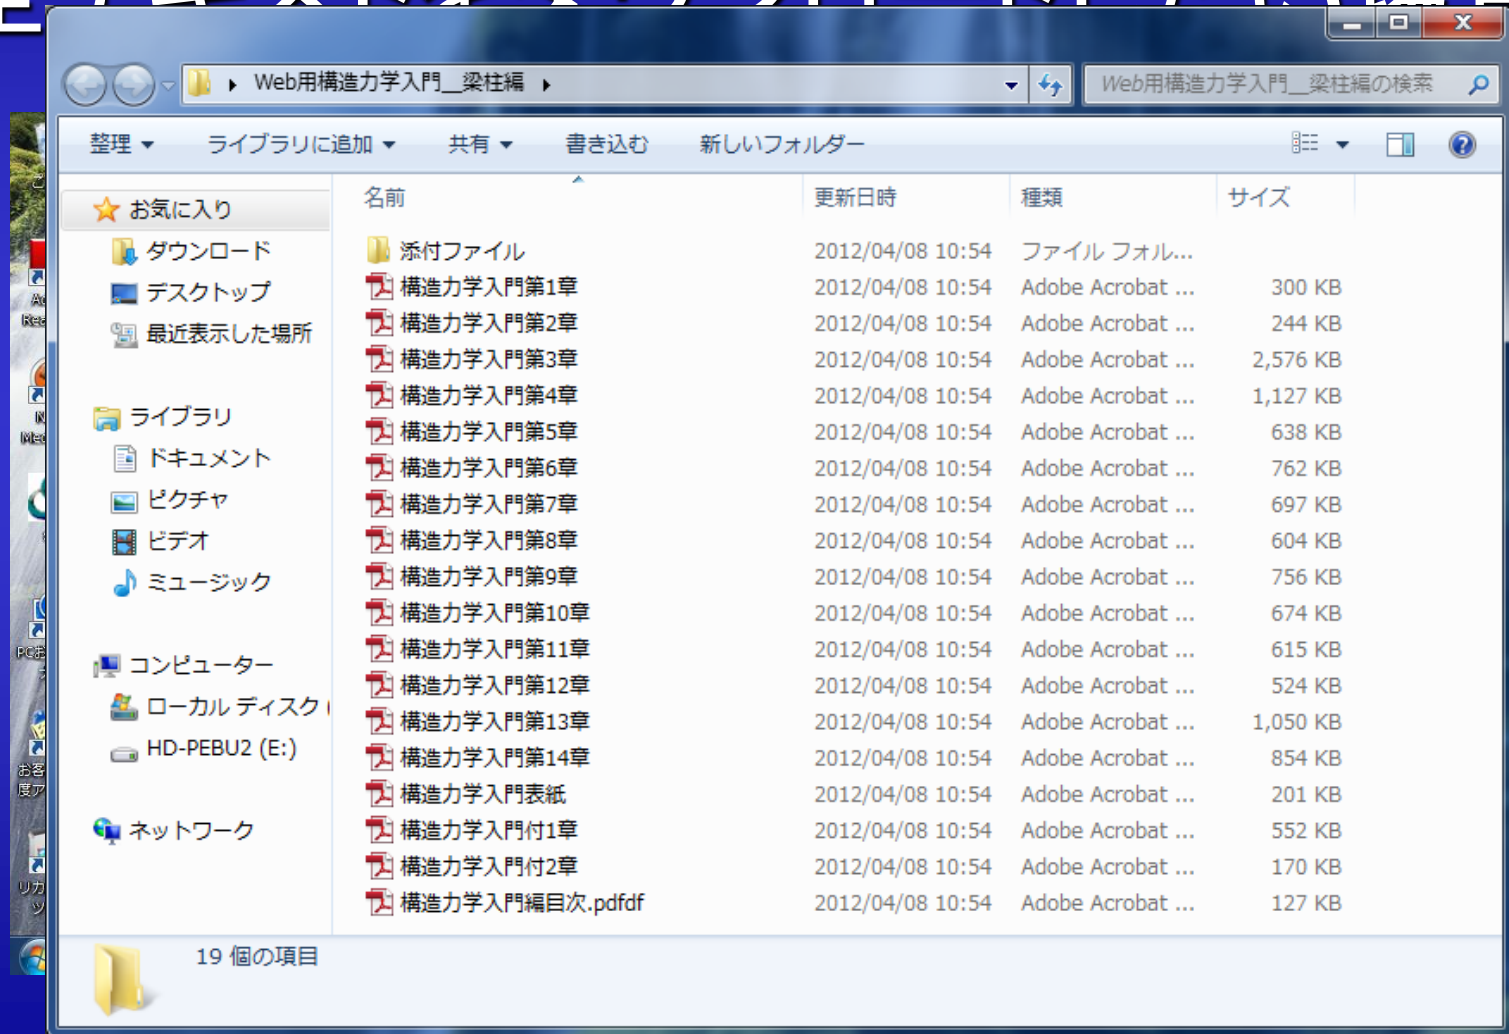 Web用構造力学入門__梁柱編
Web用構造力学入門__梁柱編の検索
整理 ライブラリに追加 共有 書き込む 新しいフォルダー
名前 更新日時 種類 サイズ
お気に入り
ダウンロード
デスクトップ
最近表示した場所
ライブラリ
ドキュメント
ピクチャ
ビデオ
ミュージック
コンピューター
ローカル ディスク (
HD-PEBU2 (E:)
ネットワーク
添付ファイル 2012/04/08 10:54 ファイル フォル...
構造力学入門第1章 2012/04/08 10:54 Adobe Acrobat ... 300 KB
構造力学入門第2章 2012/04/08 10:54 Adobe Acrobat ... 244 KB
構造力学入門第3章 2012/04/08 10:54 Adobe Acrobat ... 2,576 KB
構造力学入門第4章 2012/04/08 10:54 Adobe Acrobat ... 1,127 KB
構造力学入門第5章 2012/04/08 10:54 Adobe Acrobat ... 638 KB
構造力学入門第6章 2012/04/08 10:54 Adobe Acrobat ... 762 KB
構造力学入門第7章 2012/04/08 10:54 Adobe Acrobat ... 697 KB
構造力学入門第8章 2012/04/08 10:54 Adobe Acrobat ... 604 KB
構造力学入門第9章 2012/04/08 10:54 Adobe Acrobat ... 756 KB
構造力学入門第10章 2012/04/08 10:54 Adobe Acrobat ... 674 KB
構造力学入門第11章 2012/04/08 10:54 Adobe Acrobat ... 615 KB
構造力学入門第12章 2012/04/08 10:54 Adobe Acrobat ... 524 KB
構造力学入門第13章 2012/04/08 10:54 Adobe Acrobat ... 1,050 KB
構造力学入門第14章 2012/04/08 10:54 Adobe Acrobat ... 854 KB
構造力学入門表紙 2012/04/08 10:54 Adobe Acrobat ... 201 KB
構造力学入門付1章 2012/04/08 10:54 Adobe Acrobat ... 552 KB
構造力学入門付2章 2012/04/08 10:54 Adobe Acrobat ... 170 KB
構造力学入門編目次.pdfdf 2012/04/08 10:54 Adobe Acrobat ... 127 KB
19 個の項目